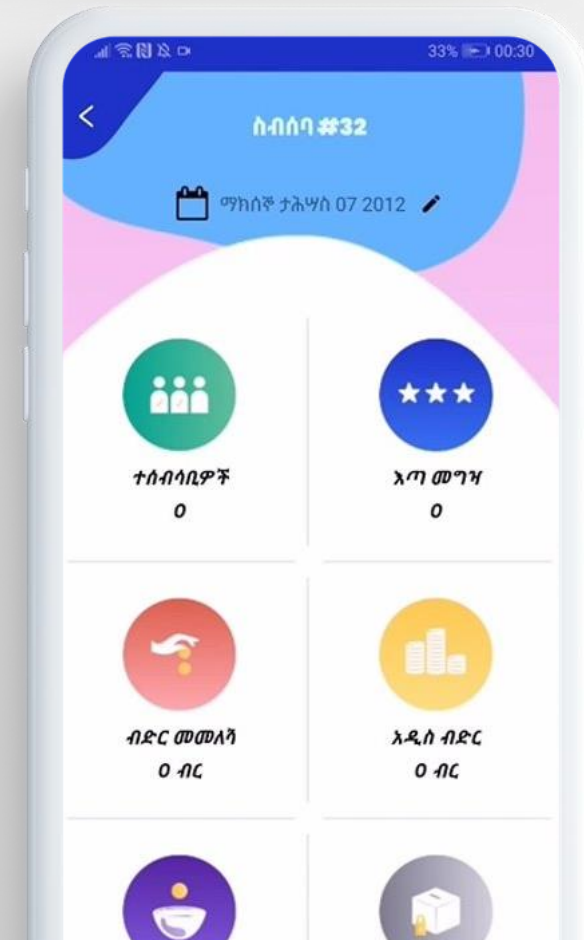 33% 00:30
ስብሰባ #32
ማክሰኞ ታሕሣስ 07 2012
ተሰብሳቢዎች
0
እጣ መግዣ
0
ብድር መመለሻ
0 ብር
አዲስ ብድር
0 ብር